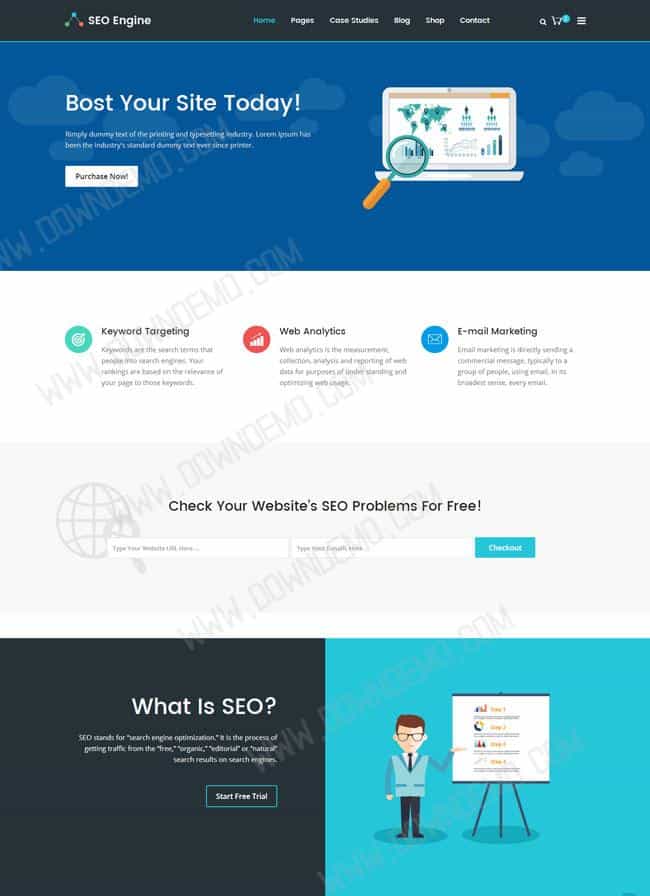 SEO Engine
Home Pages Case Studies Blog Shop Contact
2
Bost Your Site Today!
Rimply dummy text of the printing and typesetting industry. Lorem Ipsum has
been the industry's standard dummy text ever since printer.
Purchase Now!
Keyword Targeting
Keywords are the search terms that
people into search engines. Your
rankings are based on the relevance of
your page to those keywords.
Web Analytics
Web analytics is the measurement,
collection, analysis and reporting of web
data for purposes of under standing and
optimizing web usage.
E-mail Marketing
Email marketing is directly sending a
commercial message, typically to a
group of people, using email. In its
broadest sense, every email.
Check Your Website's SEO Problems For Free!
Type Your Website URL Here ...
Type Your Emails Here
Checkout
What Is SEO?
SEO stands for "search engine optimization." It is the process of
getting traffic from the "free," "organic," "editorial" or "natural"
search results on search engines.
Start Free Trial
Step 1
Step 2
WWW.DOWNDEMO.COM
WWW.DOWNDEMO.COM
WWW.DOWNDEMO.COM
WWW.DOWNDEMO.COM